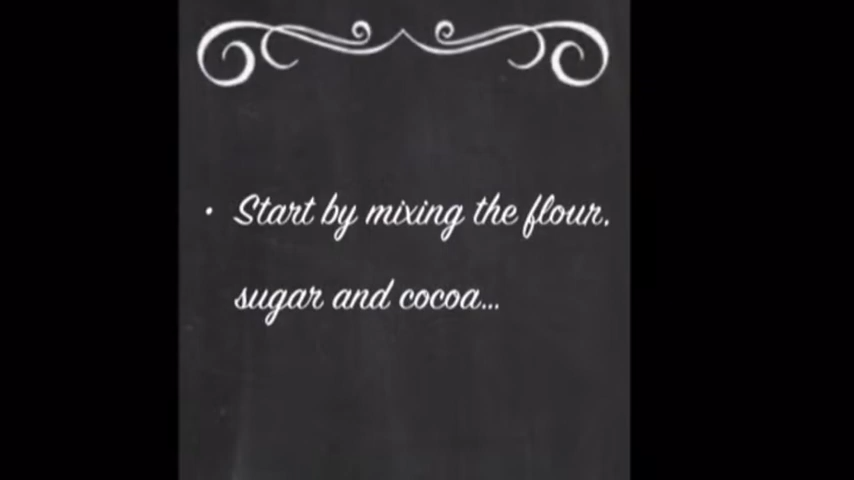 • Start by mixing the flour,
sugar and cocoa...